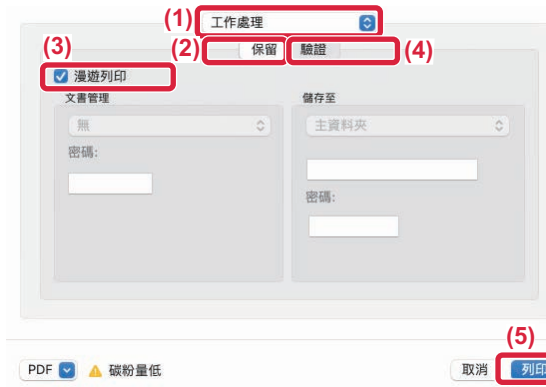 (1) 工作處理
(2) 保留 驗證 (4)
(3)
漫遊列印
文書管理 儲存至
無 主資料夾
密碼:
密碼:
(5)
PDF 碳粉量低 取消 列印